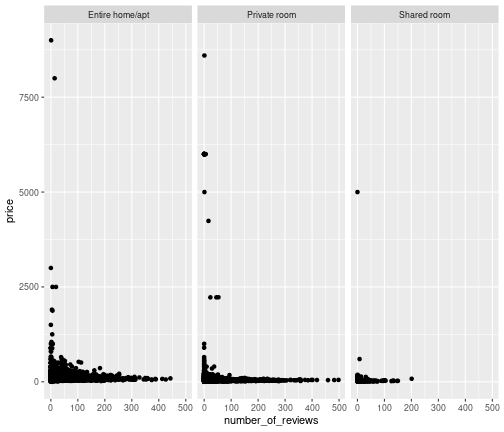 Entire home/apt Private room Shared room
7500
5000
2500
0
price
0 100 200 300 400 500 0 100 200 300 400 500 0 100 200 300 400 500
number_of_reviews